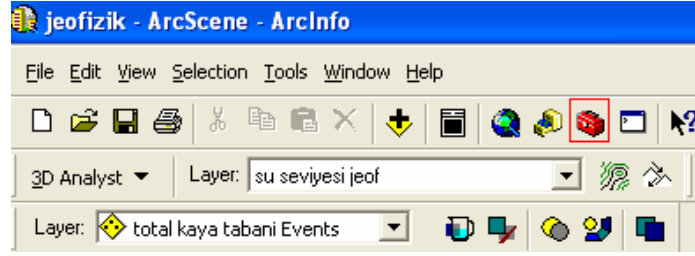 jeofizik - ArcScene - ArcInfo
File Edit View Selection Tools Window Help
3D Analyst Layer: su seviyesi jeof
Layer: total kaya tabani Events